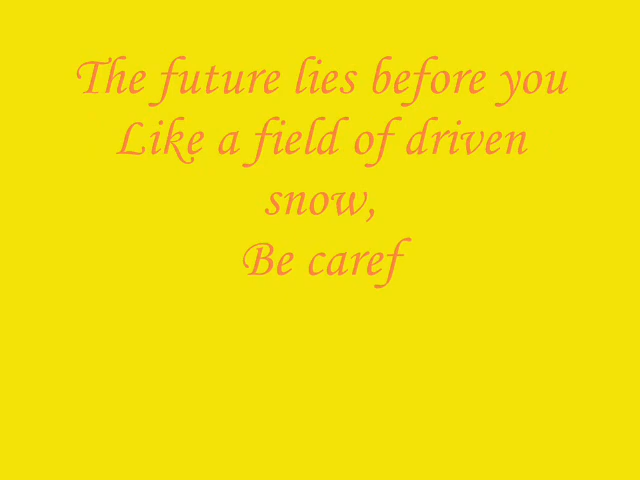 The future lies before you
Like a field of driven
snow,
Be caref